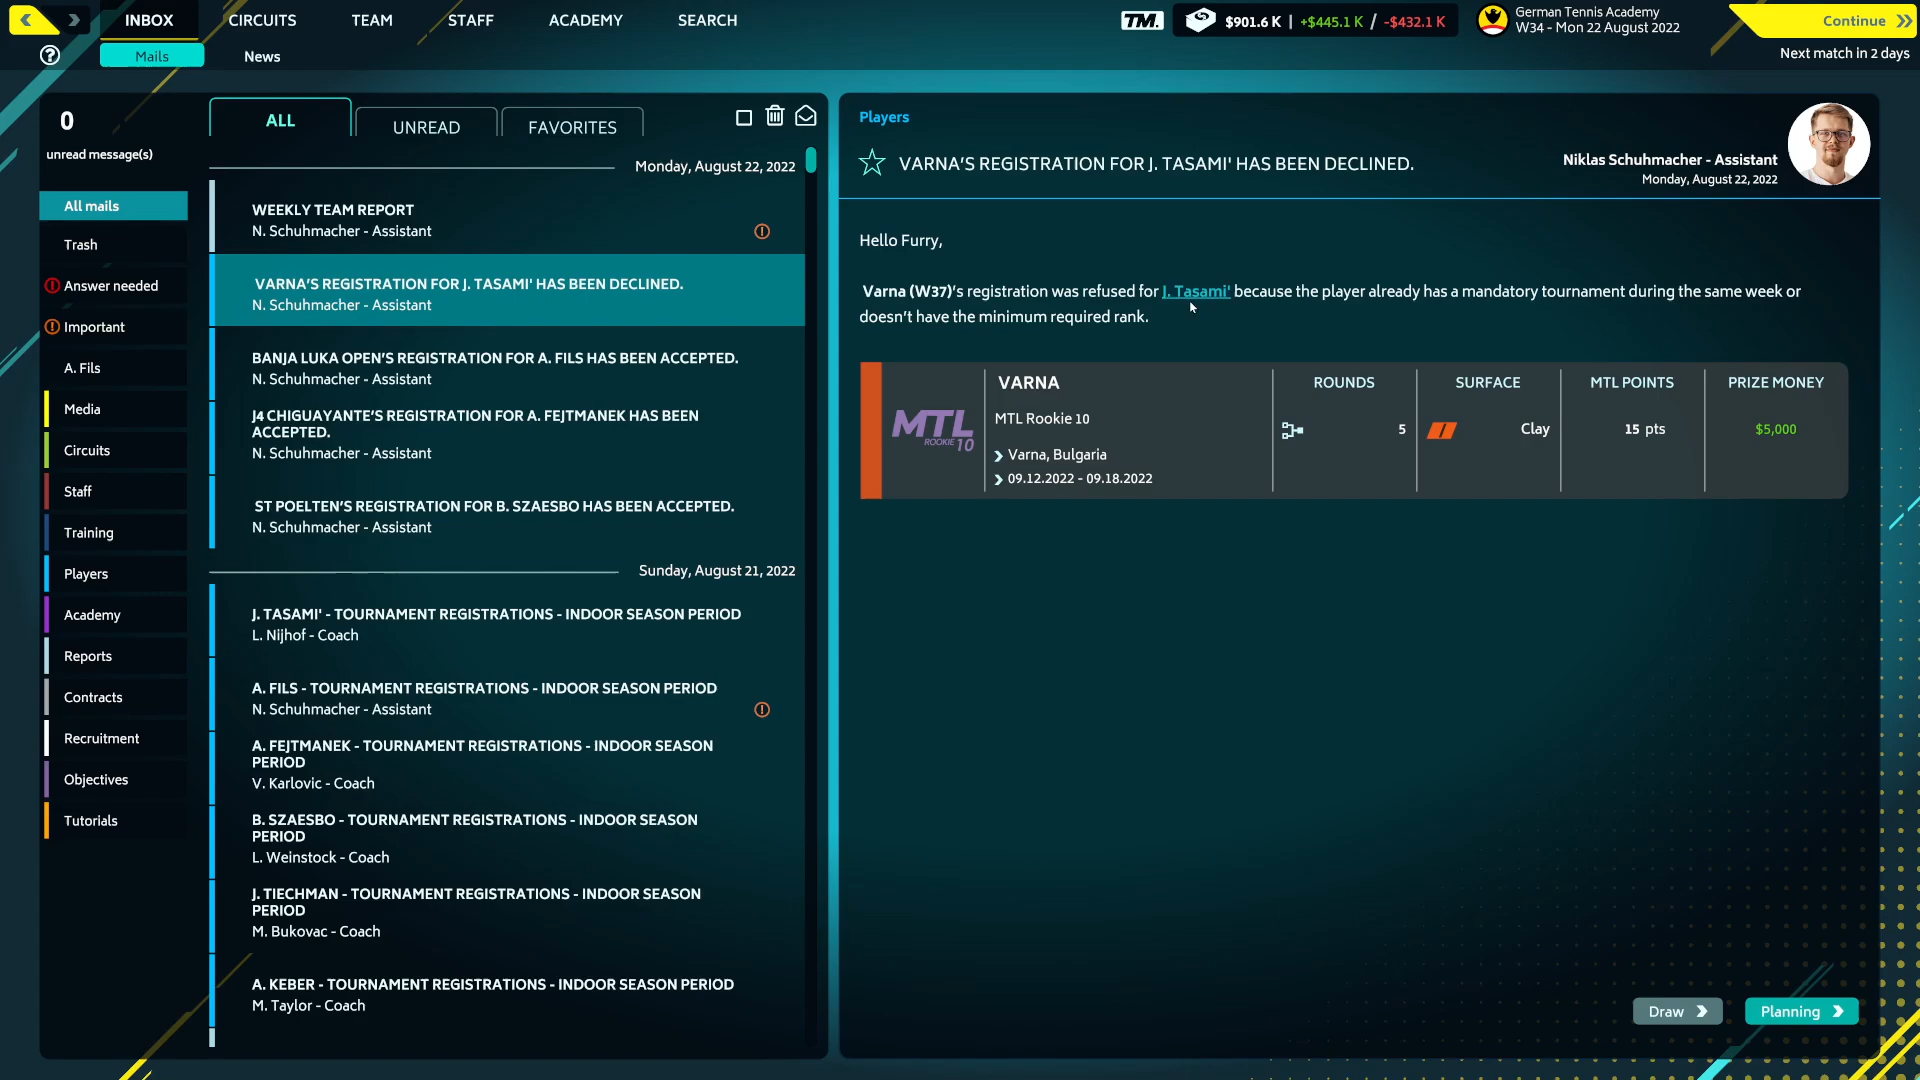 INBOX
CIRCUITS
TEAM
STAFF
ACADEMY
SEARCH
TM.
$901.6 K | +$445.1 K / -$432.1 K
German Tennis Academy
W34 - Mon 22 August 2022
Continue
Next match in 2 days
Mails
News
0
unread message(s)
All mails
Trash
Answer needed
Important
A. Fils
Media
Circuits
Staff
Training
Players
Academy
Reports
Contracts
Recruitment
Objectives
Tutorials
ALL
UNREAD
FAVORITES
Monday, August 22, 2022
WEEKLY TEAM REPORT
N. Schuhmacher - Assistant
VARNA'S REGISTRATION FOR J. TASAMI' HAS BEEN DECLINED.
N. Schuhmacher - Assistant
BANJA LUKA OPEN'S REGISTRATION FOR A. FILS HAS BEEN ACCEPTED.
N. Schuhmacher - Assistant
J4 CHIGUAYANTE'S REGISTRATION FOR A. FEJTMANEK HAS BEEN
ACCEPTED.
N. Schuhmacher - Assistant
ST POELTEN'S REGISTRATION FOR B. SZAESBO HAS BEEN ACCEPTED.
N. Schuhmacher - Assistant
Sunday, August 21, 2022
J. TASAMI' - TOURNAMENT REGISTRATIONS - INDOOR SEASON PERIOD
L. Nijhof - Coach
A. FILS - TOURNAMENT REGISTRATIONS - INDOOR SEASON PERIOD
N. Schuhmacher - Assistant
A. FEJTMANEK - TOURNAMENT REGISTRATIONS - INDOOR SEASON
PERIOD
V. Karlovic - Coach
B. SZAESBO - TOURNAMENT REGISTRATIONS - INDOOR SEASON
PERIOD
L. Weinstock - Coach
J. TIECHMAN - TOURNAMENT REGISTRATIONS - INDOOR SEASON
PERIOD
M. Bukovac - Coach
A. KEBER - TOURNAMENT REGISTRATIONS - INDOOR SEASON PERIOD
M. Taylor - Coach
Players
VARNA'S REGISTRATION FOR J. TASAMI' HAS BEEN DECLINED.
Niklas Schuhmacher - Assistant
Monday, August 22, 2022
Hello Furry,
Varna (W37)'s registration was refused for J. Tasami' because the player already has a mandatory tournament during the same week or
doesn't have the minimum required rank.
MTL
ROOKIE 10
VARNA
MTL Rookie 10
Varna, Bulgaria
09.12.2022 - 09.18.2022
ROUNDS
5
SURFACE
Clay
MTL POINTS
15 pts
PRIZE MONEY
$5,000
Draw
Planning